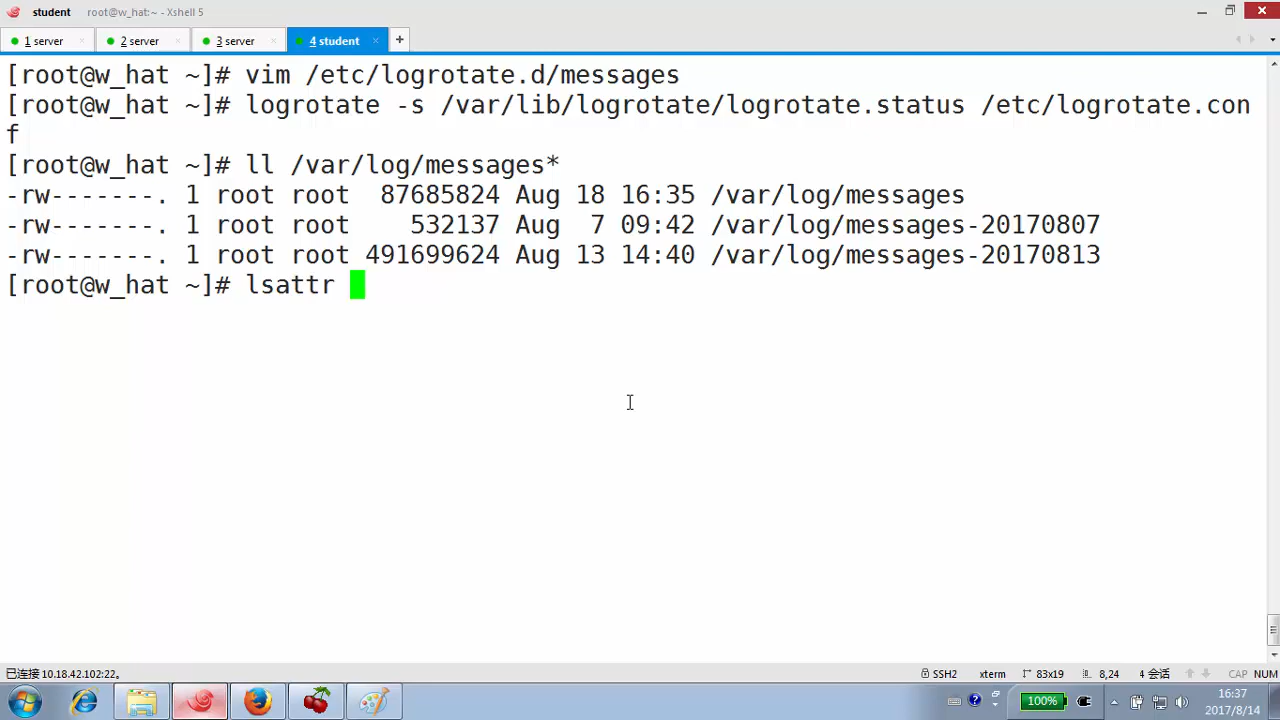 student root@w_hat:~ - Xshell 5
1 server 2 server 3 server 4 student +
[root@w_hat ~]# vim /etc/logrotate.d/messages
[root@w_hat ~]# logrotate -s /var/lib/logrotate/logrotate.status /etc/logrotate.con
f
[root@w_hat ~]# ll /var/log/messages*
-rw-------. 1 root root  87685824 Aug 18 16:35 /var/log/messages
-rw-------. 1 root root    532137 Aug  7 09:42 /var/log/messages-20170807
-rw-------. 1 root root 491699624 Aug 13 14:40 /var/log/messages-20170813
[root@w_hat ~]# lsattr
已连接 10.18.42.102:22。 SSH2 xterm 83x19 8,24 4 会话 CAP NUM
100% 16:37
2017/8/14